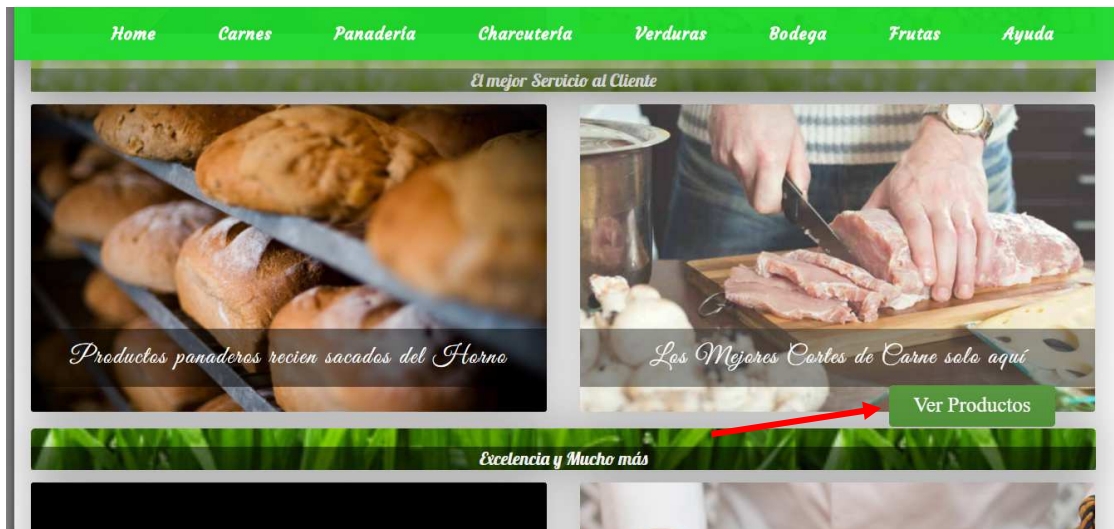 Home Carnes Panadería Charcutería Verduras Bodega Frutas Ayuda
El mejor Servicio al Cliente
Productos panaderos recien sacados del Horno
Los Mejores Cortes de Carne solo aquí
Ver Productos
Excelencia y Mucho más